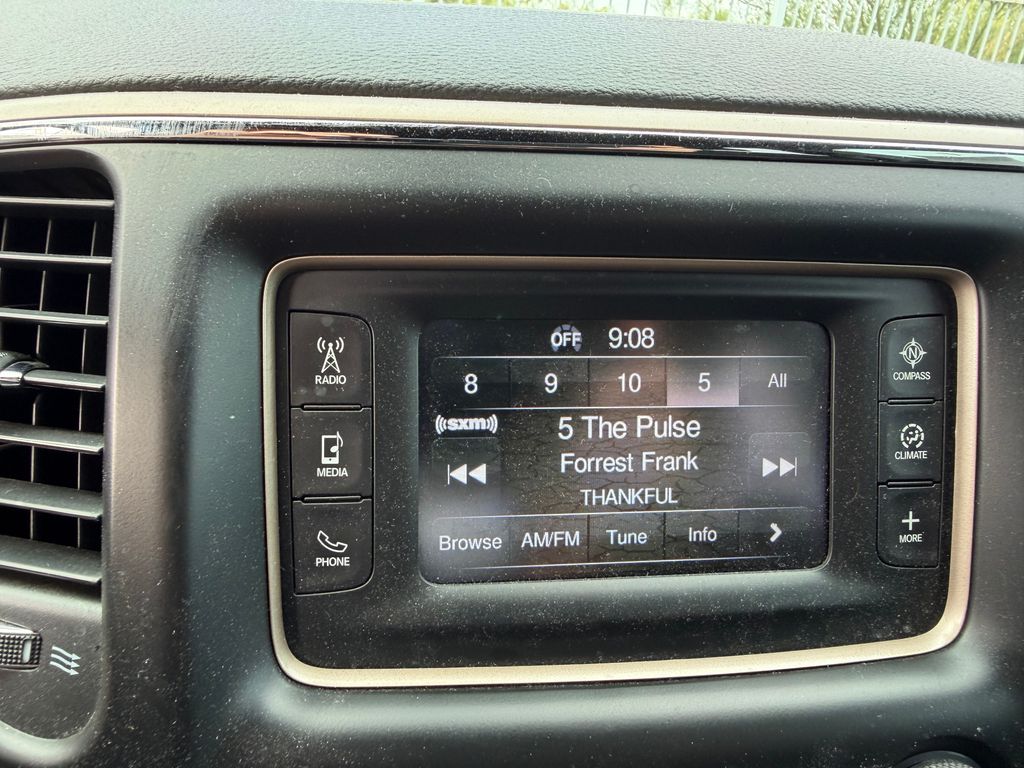 OFF 9:08
8 9 10 5 All
sxm
5 The Pulse
Forrest Frank
THANKFUL
Browse AM/FM Tune Info
RADIO
MEDIA
PHONE
N
COMPASS
CLIMATE
MORE